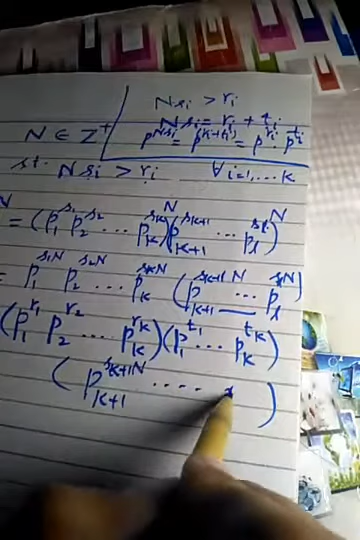 N s_i > r_i
N s_i = r_i + t_i
p^{N s_i} = p^{(r_i + t_i)} = p^{r_i} · p^{t_i}
N ∈ Z^+
st. N s_i > r_i ∀ i=1, ... k
= (p_1^{s_1} p_2^{s_2} ... p_k^{s_k})^N (p_{k+1}^{s_{k+1}} ... p_l^{s_l})^N
= p_1^{s_1 N} p_2^{s_2 N} ... p_k^{s_k N} (p_{k+1}^{s_{k+1} N} ... p_l^{s_l N})
(p_1^{r_1} p_2^{r_2} ... p_k^{r_k}) (p_1^{t_1} ... p_k^{t_k})
(p_{k+1}^{s_{k+1} N} ..... )